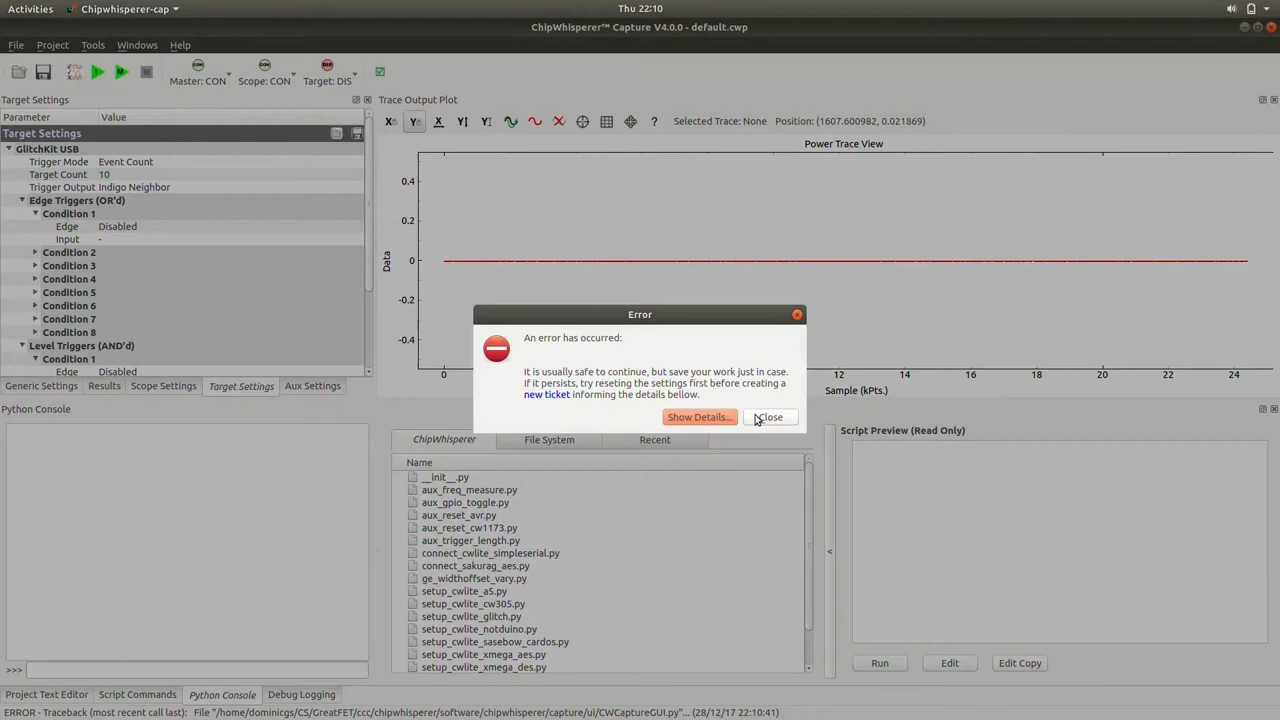 Activities
Chipwhisperer-cap
Thu 22:10
ChipWhisperer™ Capture V4.0.0 - default.cwp
File
Project
Tools
Windows
Help
1
M
CON
CON
DIS
Master: CON
Scope: CON
Target: DIS
Target Settings
Trace Output Plot
Parameter
Value
Selected Trace: None
Position: (1607.600982, 0.021869)
Target Settings
GlitchKit USB
Trigger Mode Event Count
Target Count 10
Trigger Output Indigo Neighbor
Edge Triggers (OR'd)
Condition 1
Edge Disabled
Input -
Condition 2
Condition 3
Condition 4
Condition 5
Condition 6
Condition 7
Condition 8
Level Triggers (AND'd)
Condition 1
Edge Disabled
Power Trace View
0.4
0.2
0
-0.2
-0.4
Data
0
12
14
16
18
20
22
24
Sample (kPts.)
Error
An error has occurred:
It is usually safe to continue, but save your work just in case.
If it persists, try reseting the settings first before creating a
new ticket informing the details bellow.
Show Details...
Close
General Settings
Results
Scope Settings
Target Settings
Aux Settings
Python Console
>>>
ChipWhisperer
File System
Recent
Name
__init__.py
aux_freq_measure.py
aux_gpio_toggle.py
aux_reset_avr.py
aux_reset_cw1173.py
aux_trigger_length.py
connect_cwlite_simpleserial.py
connect_sakurag_aes.py
ge_widthoffset_vary.py
setup_cwlite_a5.py
setup_cwlite_cw305.py
setup_cwlite_glitch.py
setup_cwlite_notduino.py
setup_cwlite_sasebow_cardos.py
setup_cwlite_xmega_aes.py
setup_cwlite_xmega_des.py
<
Script Preview (Read Only)
Run
Edit
Edit Copy
Project Text Editor
Script Commands
Python Console
Debug Logging
ERROR - Traceback (most recent call last): File "/home/dominicgs/CS/GreatFET/ccc/chipwhisperer/software/chipwhisperer/capture/ui/CWCaptureGUI.py"... (28/12/17 22:10:41)